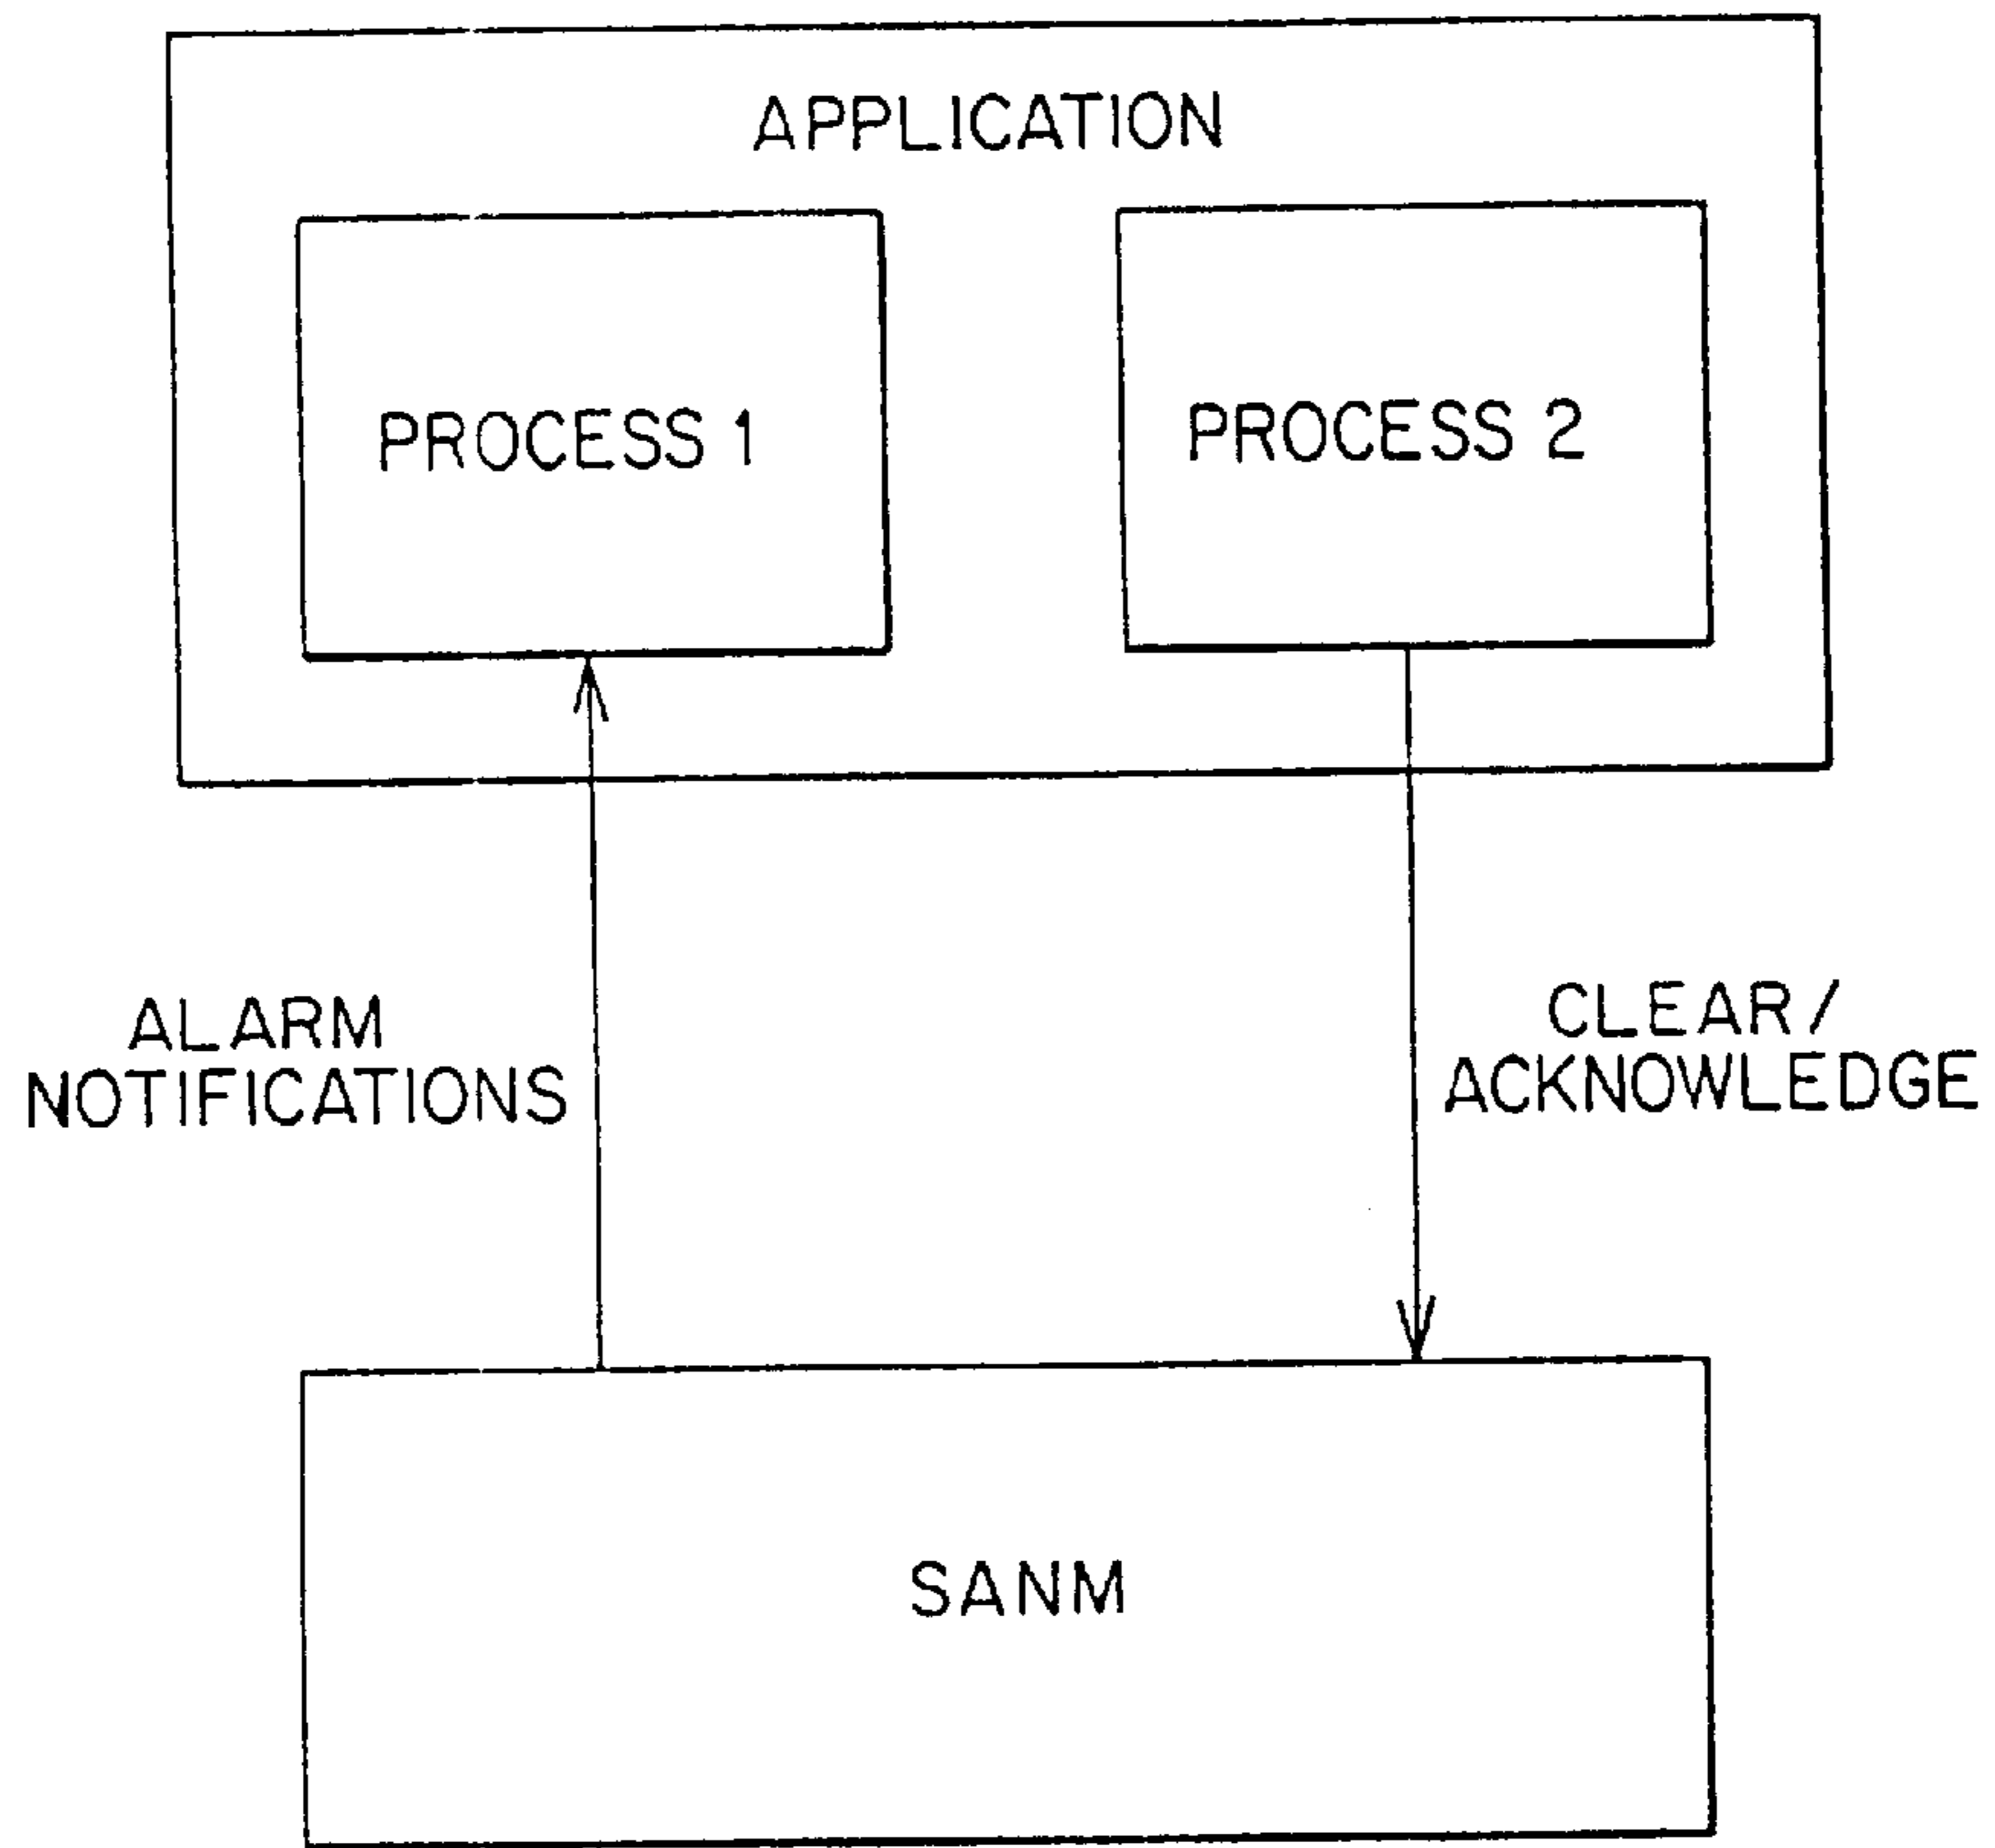 APPLICATION
PROCESS 1
PROCESS 2
ALARM
NOTIFICATIONS
CLEAR/
ACKNOWLEDGE
SANM